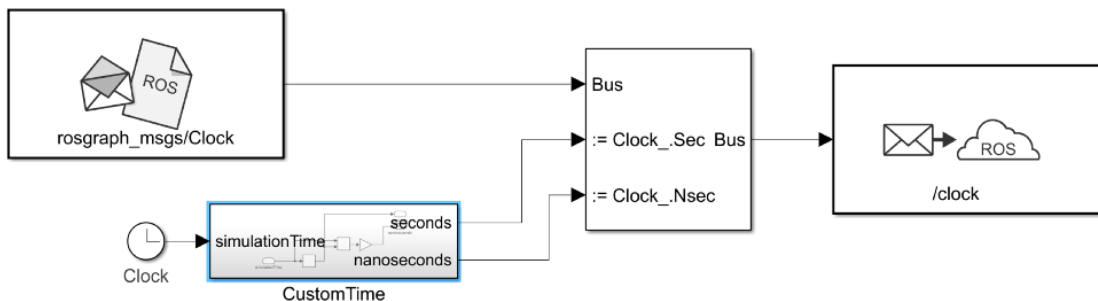 ROS
rosgraph_msgs/Clock
Bus
:= Clock_.Sec Bus
:= Clock_.Nsec
ROS
/clock
Clock
simulationTime
seconds
nanoseconds
CustomTime